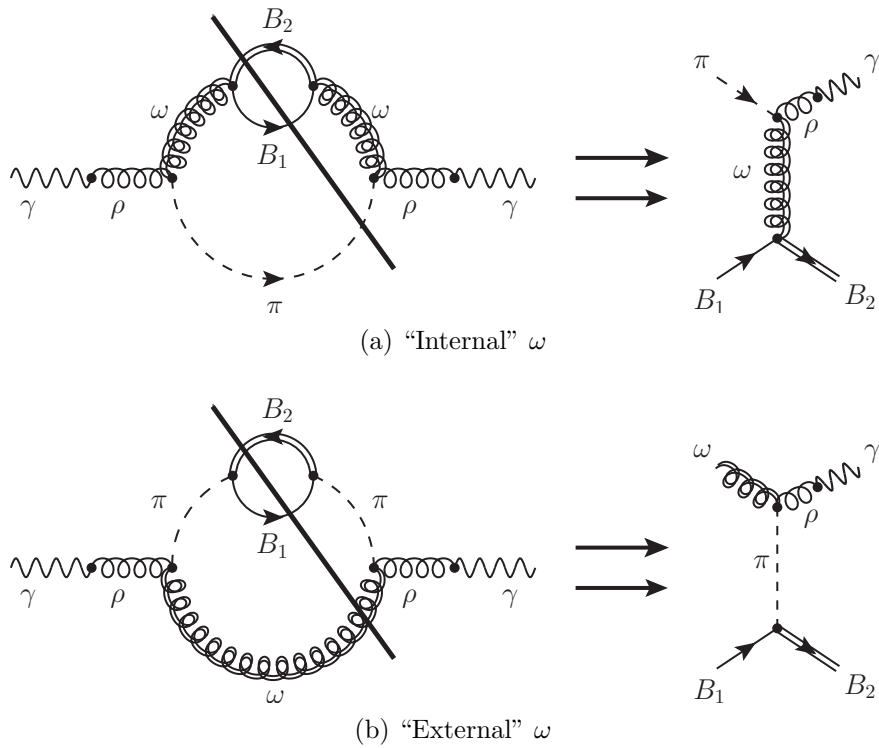 B₂
ω ω
B₁
γ ρ ρ γ
π
π γ
ρ
ω
B₁ B₂
(a) “Internal” ω
B₂
π π
B₁
γ ρ ρ γ
ω
ω γ
ρ
π
B₁ B₂
(b) “External” ω